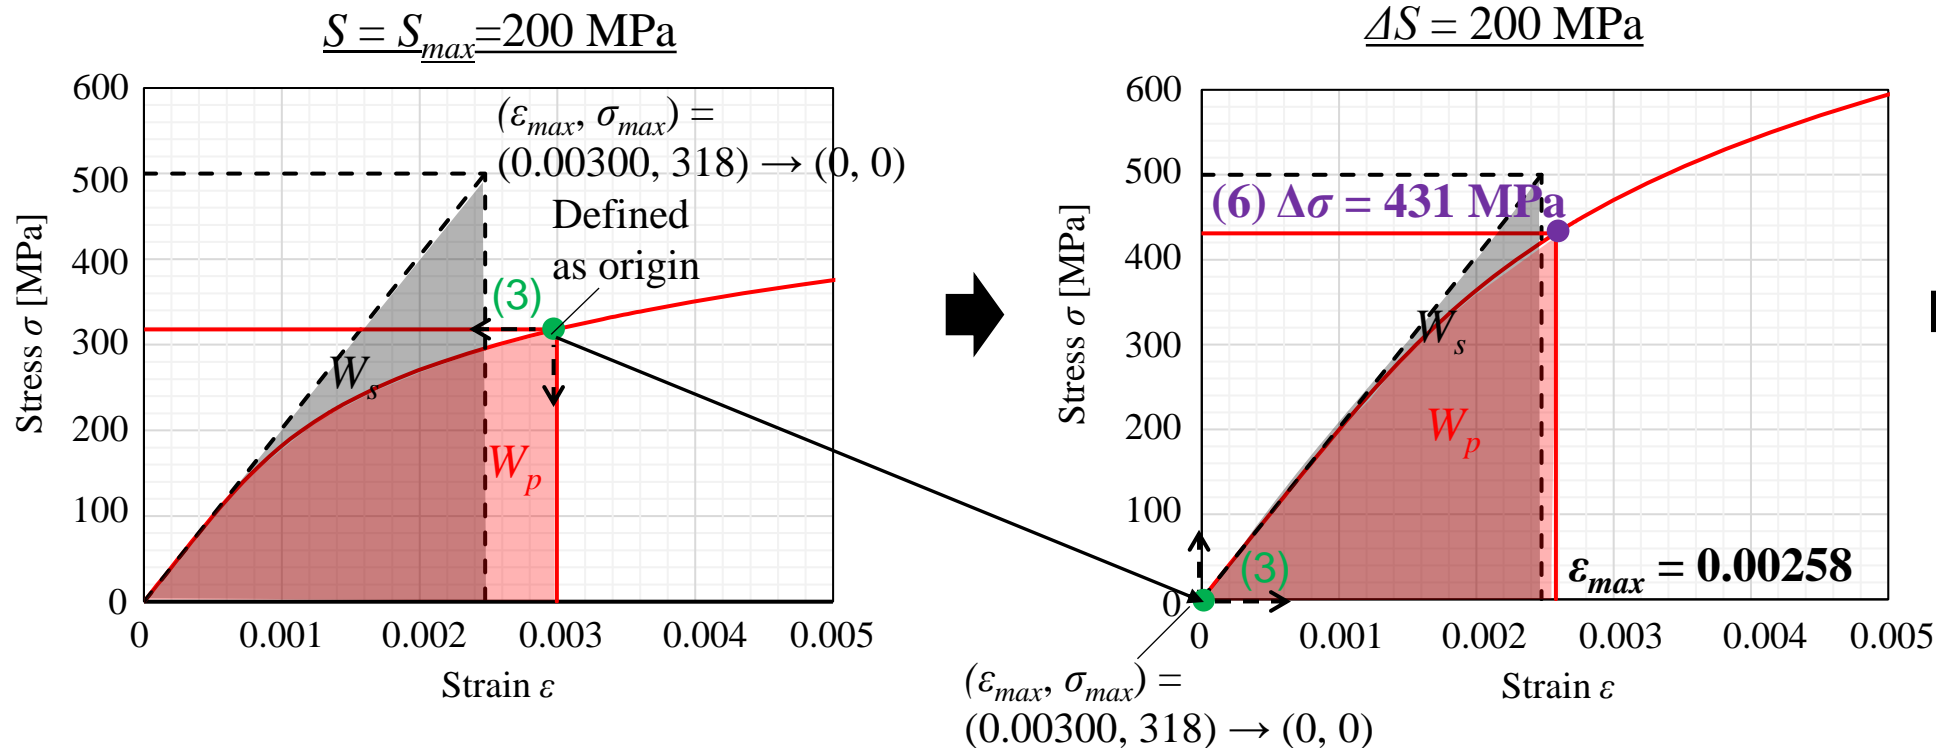 S = Smax=200 MPa
600
500
400
300
200
100
0
Stress σ [MPa]
(εmax, σmax) =
(0.00300, 318) → (0, 0)
Defined
as origin
(3)
Ws
Wp
0 0.001 0.002 0.003 0.004 0.005
Strain ε
ΔS = 200 MPa
600
500
400
300
200
100
0
Stress σ [MPa]
(6) Δσ = 431 MPa
Ws
Wp
(3)
εmax = 0.00258
0 0.001 0.002 0.003 0.004 0.005
Strain ε
(εmax, σmax) =
(0.00300, 318) → (0, 0)